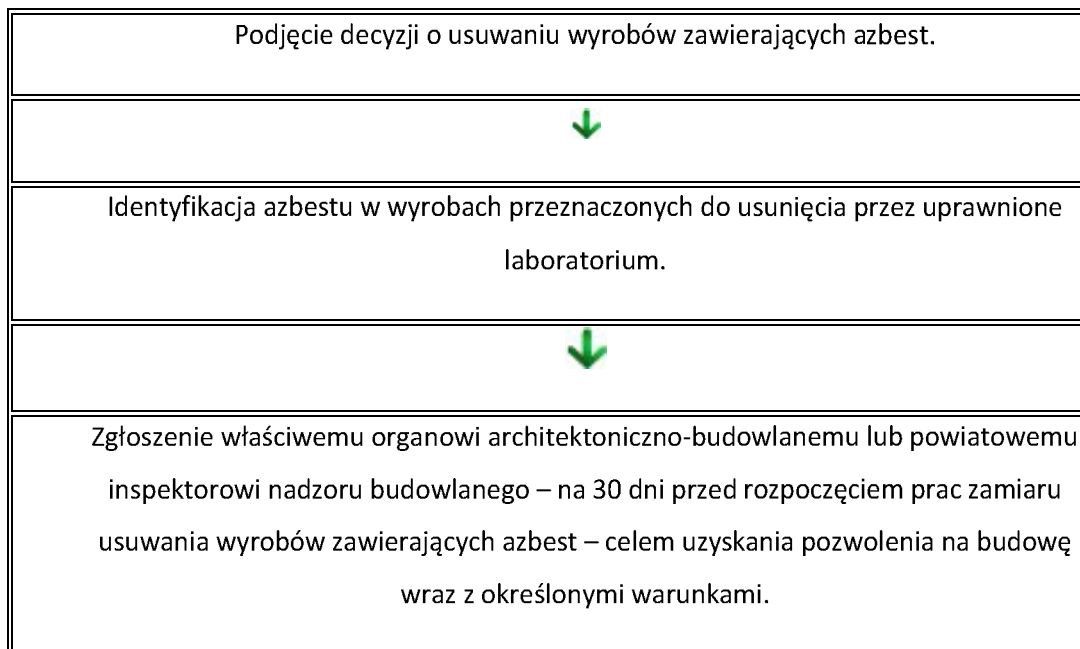 Podjęcie decyzji o usuwaniu wyrobów zawierających azbest.
Identyfikacja azbestu w wyrobach przeznaczonych do usunięcia przez uprawnione
laboratorium.
Zgłoszenie właściwemu organowi architektoniczno-budowlanemu lub powiatowemu
inspektorowi nadzoru budowlanego – na 30 dni przed rozpoczęciem prac zamiaru
usuwania wyrobów zawierających azbest – celem uzyskania pozwolenia na budowę
wraz z określonymi warunkami.